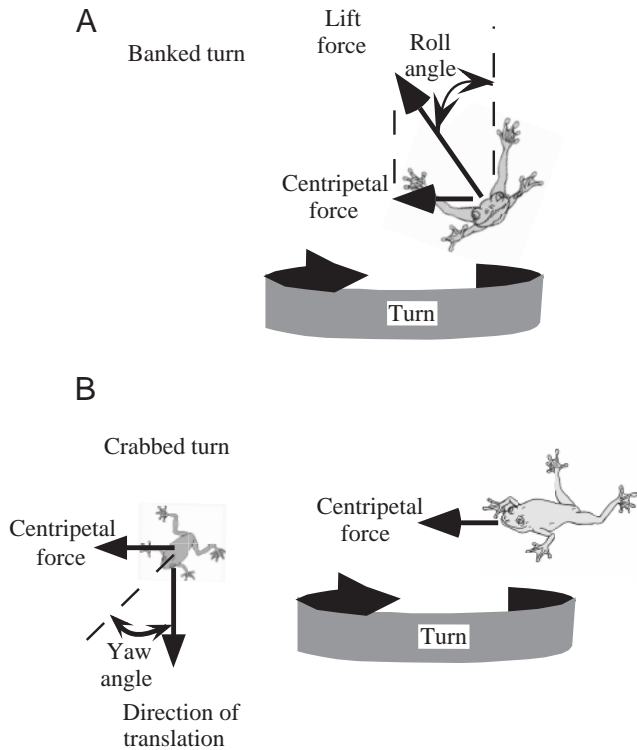 A
Banked turn
Lift
force
Roll
angle
Centripetal
force
Turn
B
Crabbed turn
Centripetal
force
Yaw
angle
Direction of
translation
Centripetal
force
Turn